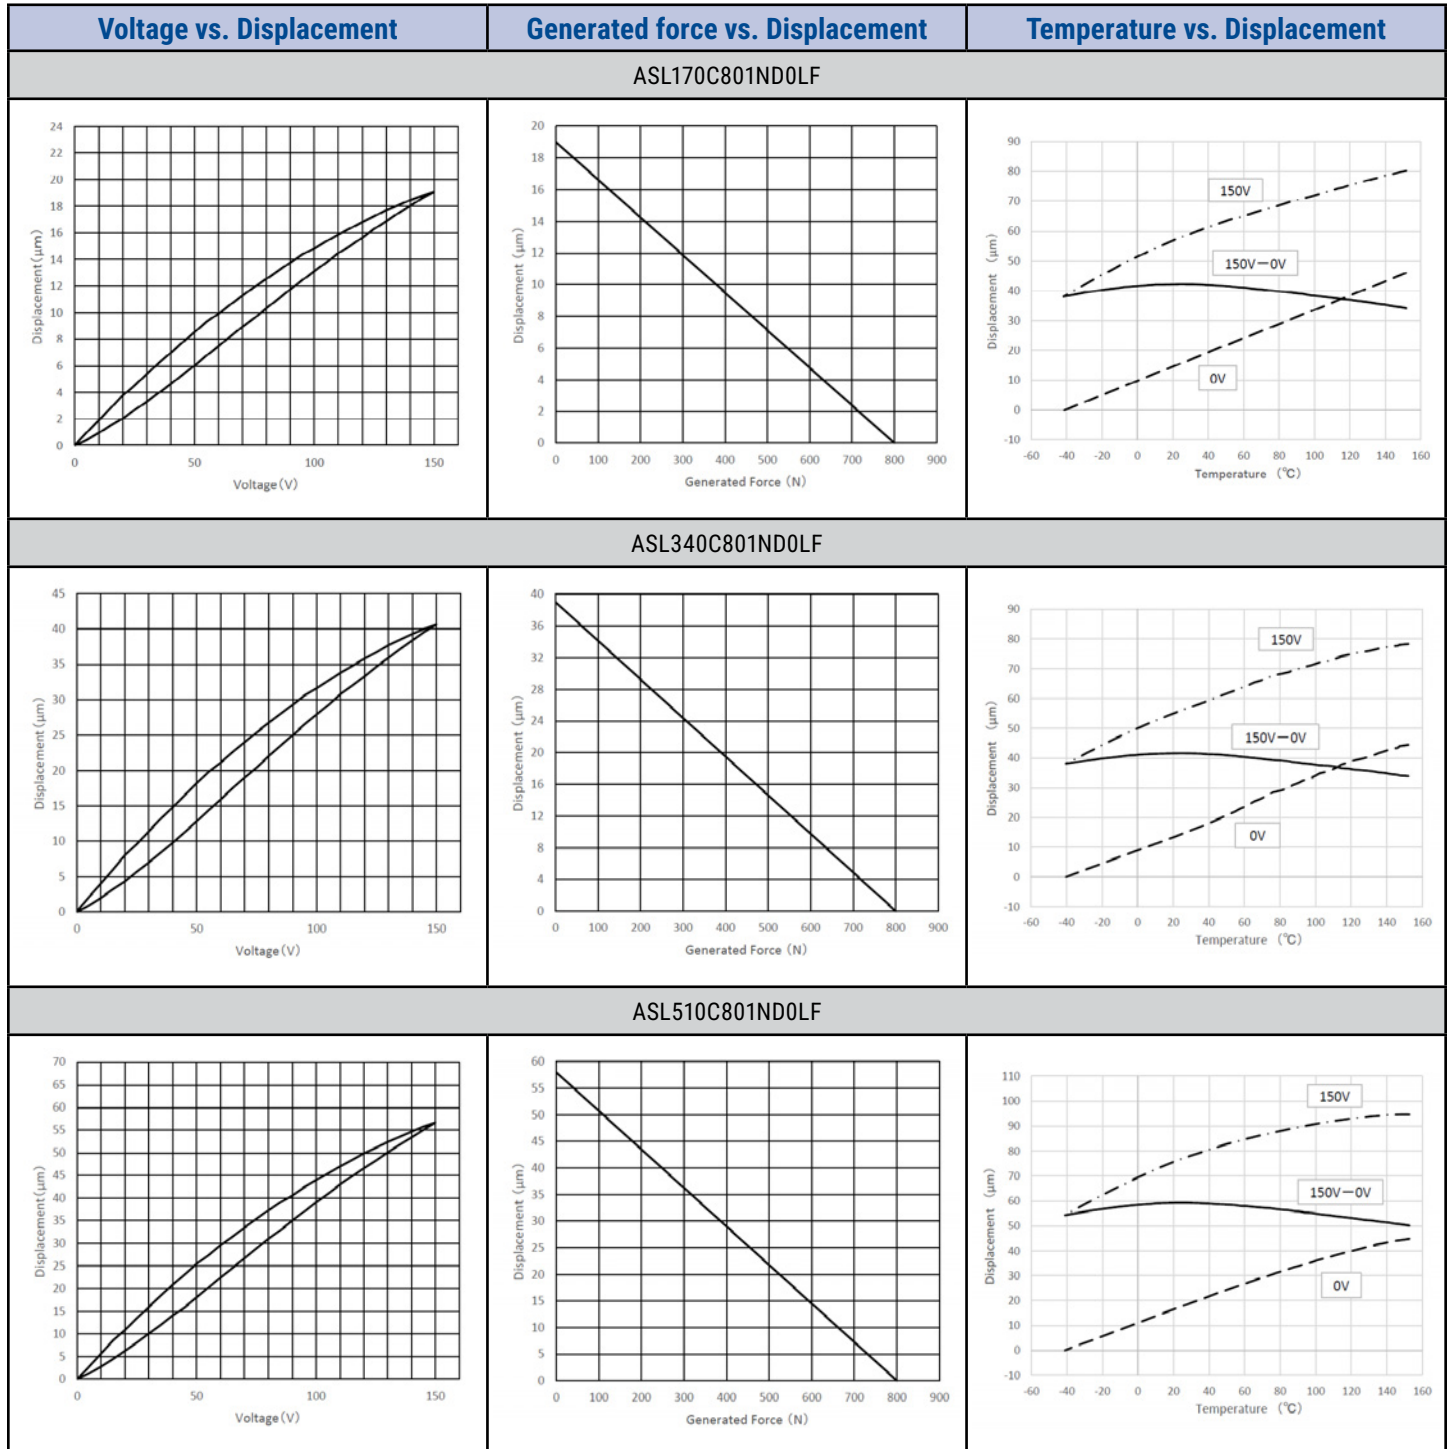 Voltage vs. Displacement
Generated force vs. Displacement
Temperature vs. Displacement
ASL170C801ND0LF
24
22
20
18
16
14
12
10
8
6
4
2
0
Displacement(μm)
0 50 100 150
Voltage(V)
20
18
16
14
12
10
8
6
4
2
0
Displacement (μm)
0 100 200 300 400 500 600 700 800 900
Generated Force (N)
90
80
70
60
50
40
30
20
10
0
-10
Displacement (μm)
150V
150V－0V
0V
-60 -40 -20 0 20 40 60 80 100 120 140 160
Temperature (℃)
ASL340C801ND0LF
45
40
35
30
25
20
15
10
5
0
Displacement(μm)
0 50 100 150
Voltage(V)
40
36
32
28
24
20
16
12
8
4
0
Displacement (μm)
0 100 200 300 400 500 600 700 800 900
Generated Force (N)
90
80
70
60
50
40
30
20
10
0
-10
Displacement (μm)
150V
150V－0V
0V
-60 -40 -20 0 20 40 60 80 100 120 140 160
Temperature (℃)
ASL510C801ND0LF
70
65
60
55
50
45
40
35
30
25
20
15
10
5
0
Displacement(μm)
0 50 100 150
Voltage(V)
60
55
50
45
40
35
30
25
20
15
10
5
0
Displacement (μm)
0 100 200 300 400 500 600 700 800 900
Generated Force (N)
110
100
90
80
70
60
50
40
30
20
10
0
-10
Displacement (μm)
150V
150V－0V
0V
-60 -40 -20 0 20 40 60 80 100 120 140 160
Temperature (℃)